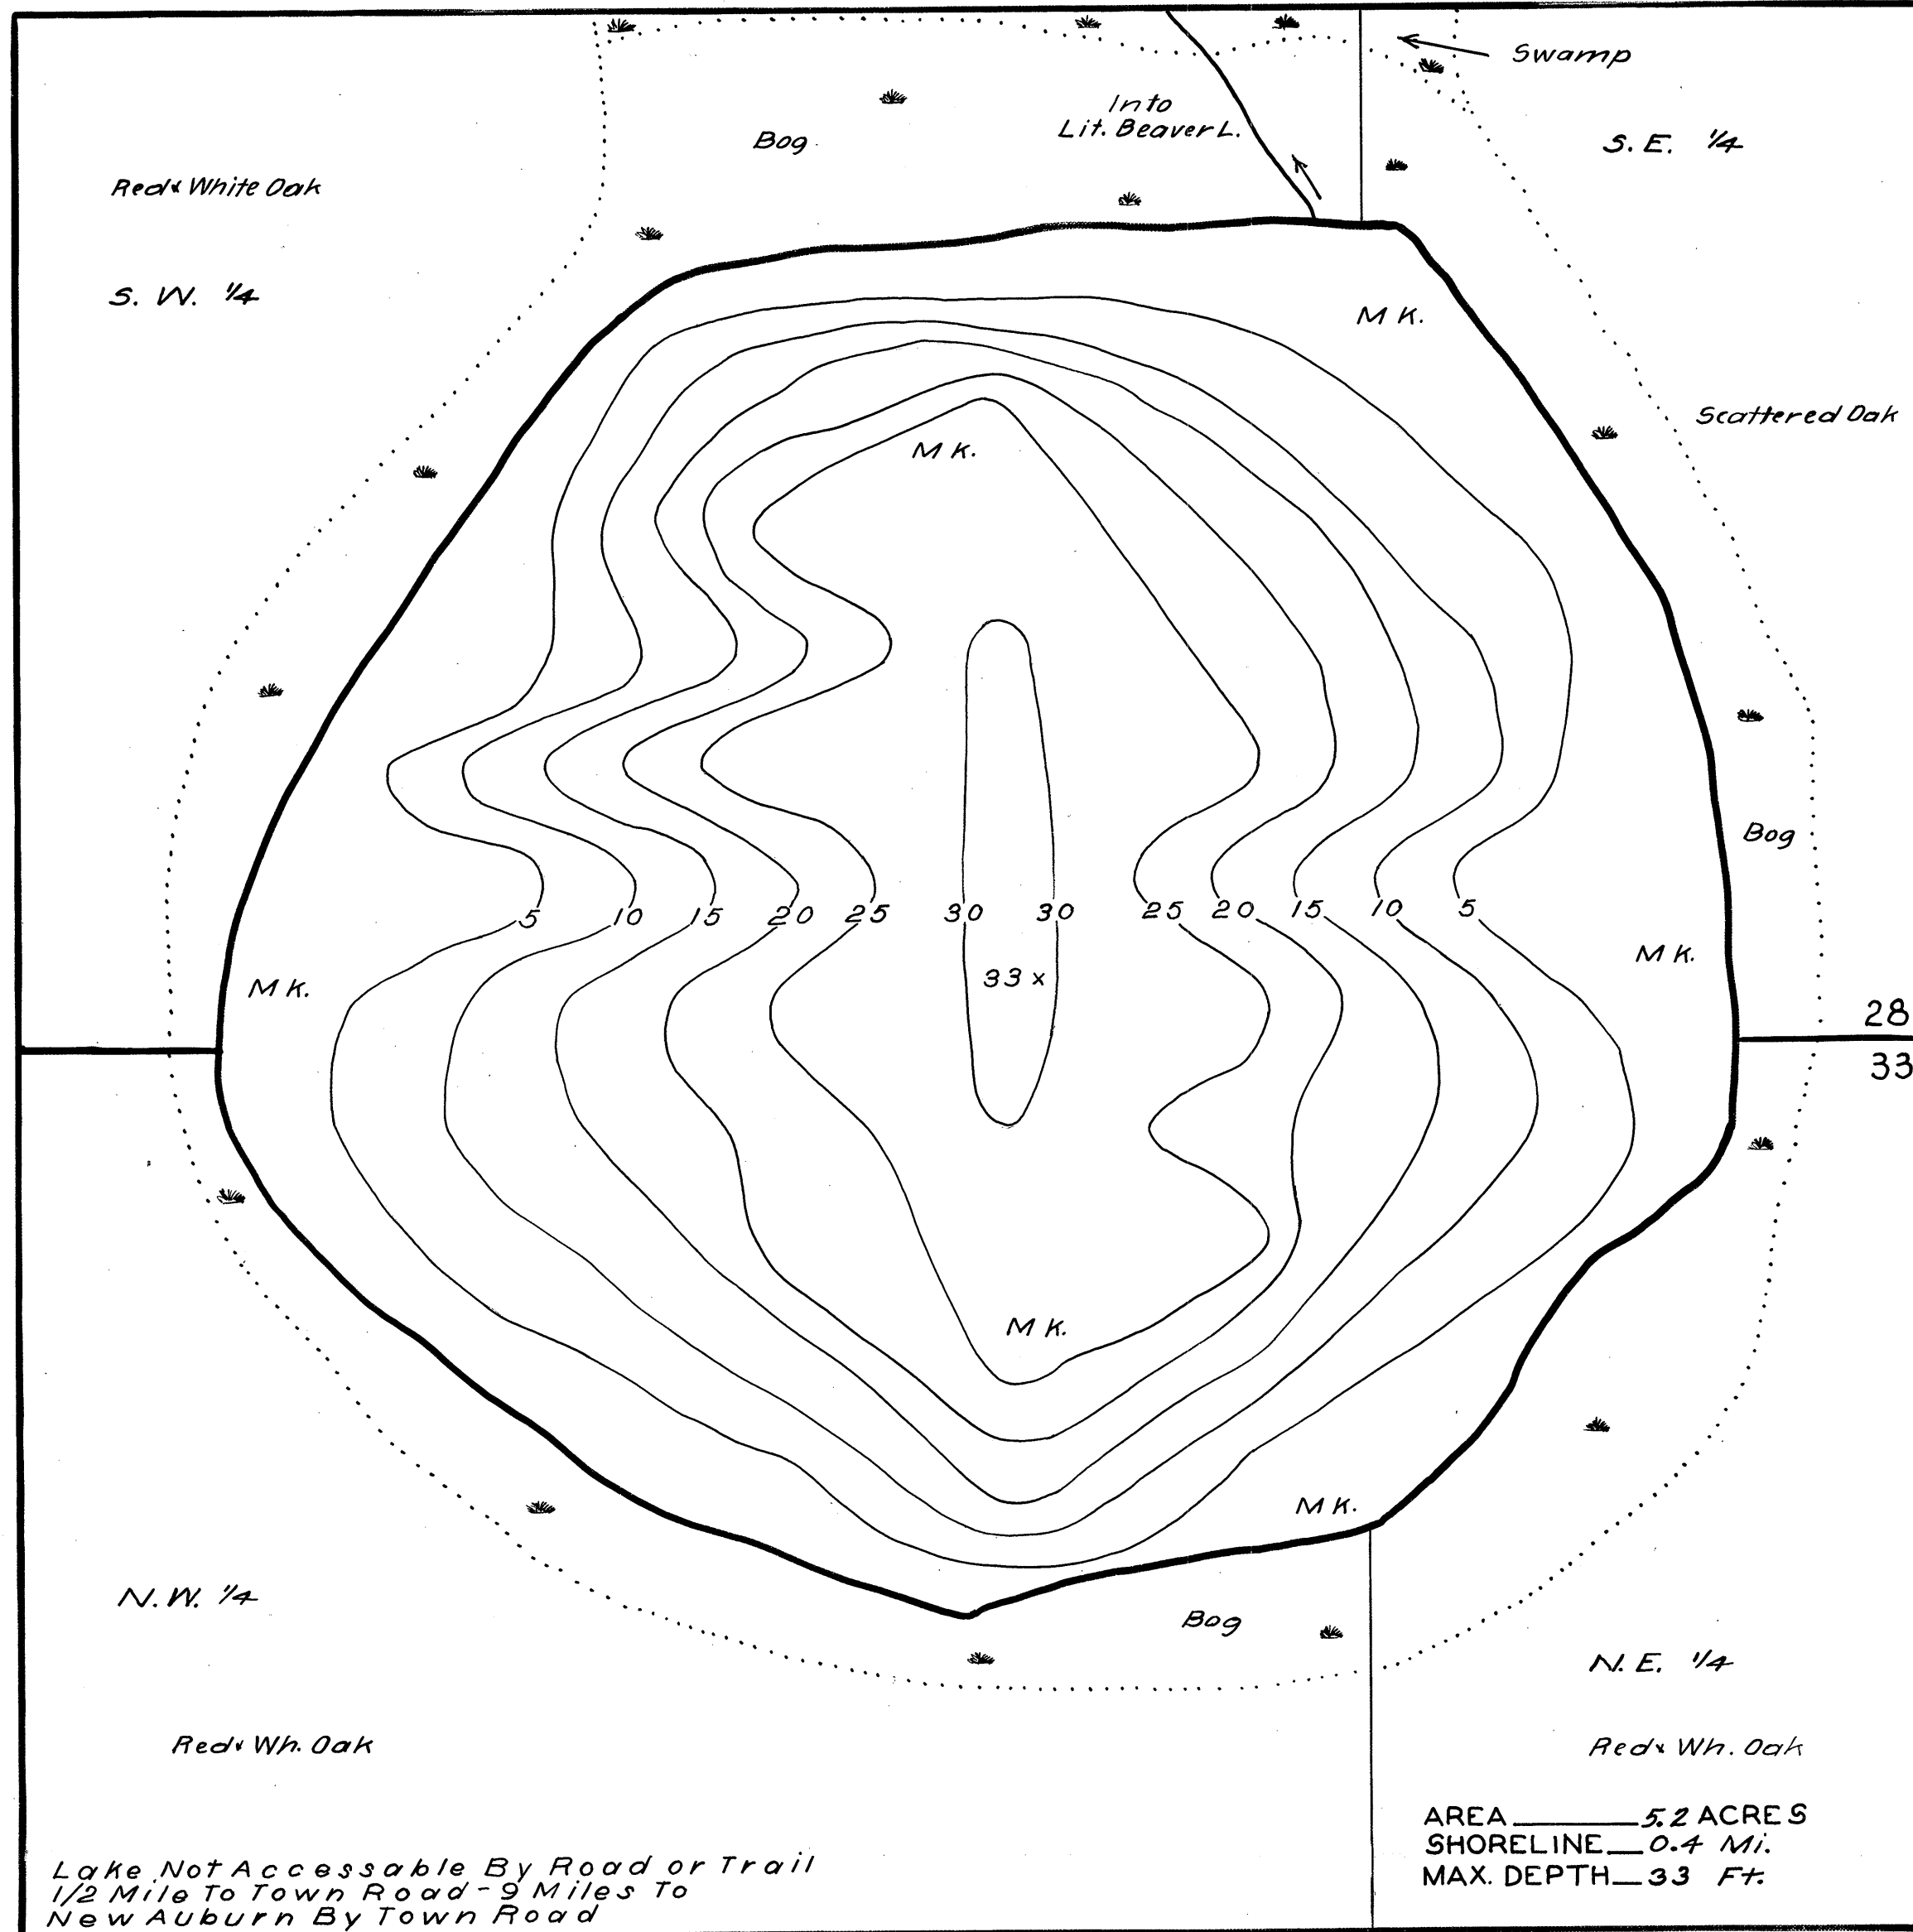 Swamp
Into
Lit. Beaver L.
Bog
S. E. 1/4
Red & White Oak
S. W. 1/4
M K.
Scattered Oak
M K.
Bog
5 10 15 20 25 30 30 25 20 15 10 5
33 x
M K.
M K.
28
33
M K.
M K.
N. W. 1/4
Bog
N. E. 1/4
Red & Wh. Oak
Red & Wh. Oak
AREA 5.2 ACRES
SHORELINE 0.4 Mi.
MAX. DEPTH 33 Ft.
Lake Not Accessable By Road or Trail
1/2 Mile To Town Road - 9 Miles To
New Auburn By Town Road